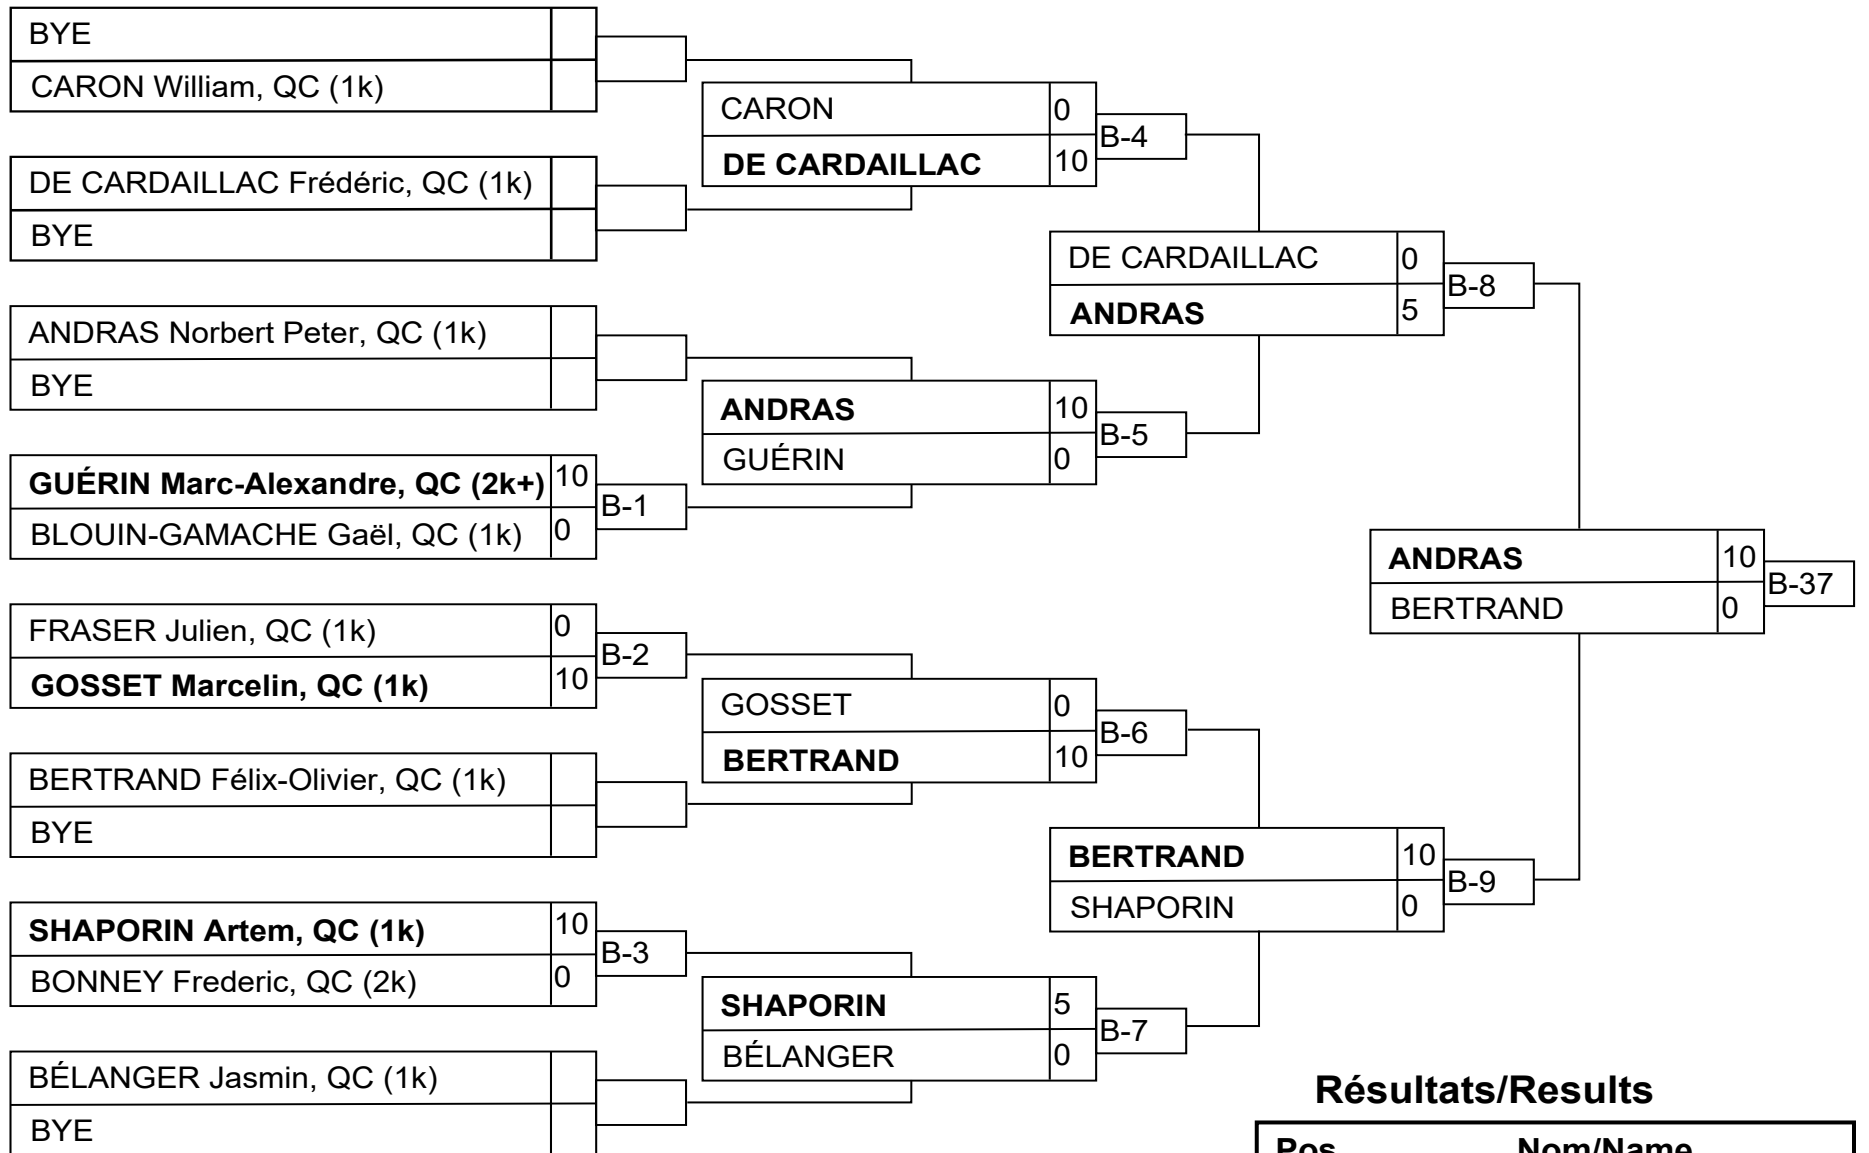 BYE
CARON William, QC (1k)
DE CARDAILLAC Frédéric, QC (1k)
BYE
ANDRAS Norbert Peter, QC (1k)
BYE
GUÉRIN Marc-Alexandre, QC (2k+) 10
BLOUIN-GAMACHE Gaël, QC (1k) 0
B-1
FRASER Julien, QC (1k) 0
GOSSET Marcelin, QC (1k) 10
B-2
BERTRAND Félix-Olivier, QC (1k)
BYE
SHAPORIN Artem, QC (1k) 10
BONNEY Frederic, QC (2k) 0
B-3
BÉLANGER Jasmin, QC (1k)
BYE
CARON 0
DE CARDAILLAC 10
B-4
ANDRAS 10
GUÉRIN 0
B-5
GOSSET 0
BERTRAND 10
B-6
SHAPORIN 5
BÉLANGER 0
B-7
DE CARDAILLAC 0
ANDRAS 5
B-8
BERTRAND 10
SHAPORIN 0
B-9
ANDRAS 10
BERTRAND 0
B-37
Résultats/Results
Pos Nom/Name